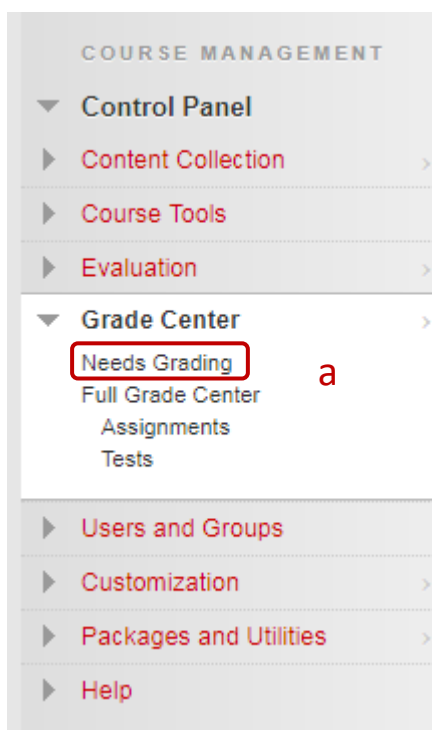 COURSE MANAGEMENT
Control Panel
Content Collection
Course Tools
Evaluation
Grade Center
Needs Grading
a
Full Grade Center
Assignments
Tests
Users and Groups
Customization
Packages and Utilities
Help